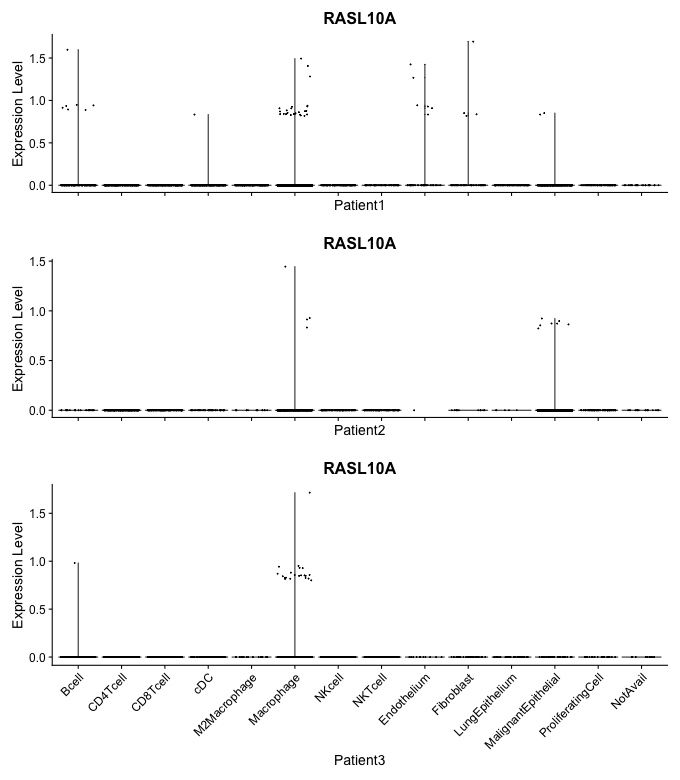 RASL10A
Expression Level
1.5
1.0
0.5
0.0
Patient1
RASL10A
Expression Level
1.5
1.0
0.5
0.0
Patient2
RASL10A
Expression Level
1.5
1.0
0.5
0.0
Bcell
CD4Tcell
CD8Tcell
cDC
M2Macrophage
Macrophage
NKcell
NKTcell
Endothelium
Fibroblast
LungEpithelium
MalignantEpithelial
ProliferatingCell
NotAvail
Patient3